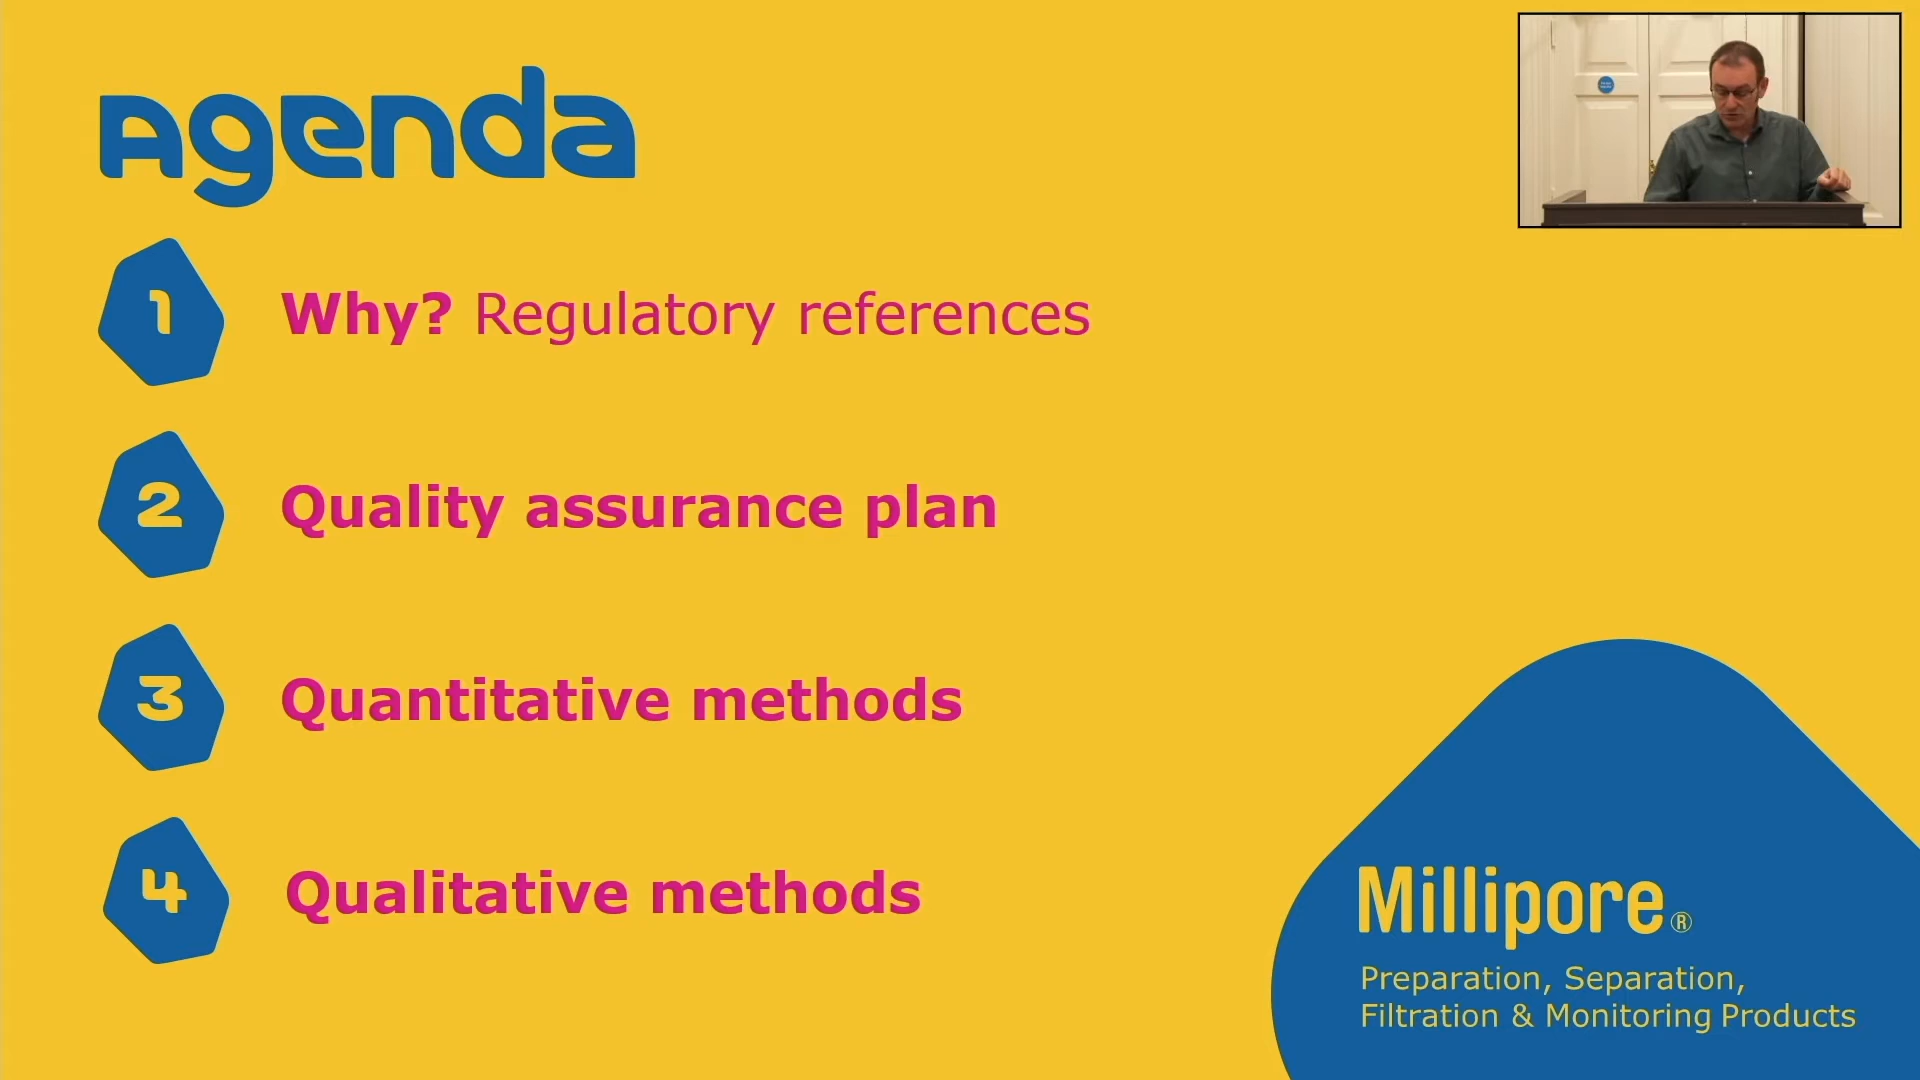 Agenda
1 Why? Regulatory references
2 Quality assurance plan
3 Quantitative methods
4 Qualitative methods
Millipore®
Preparation, Separation,
Filtration & Monitoring Products